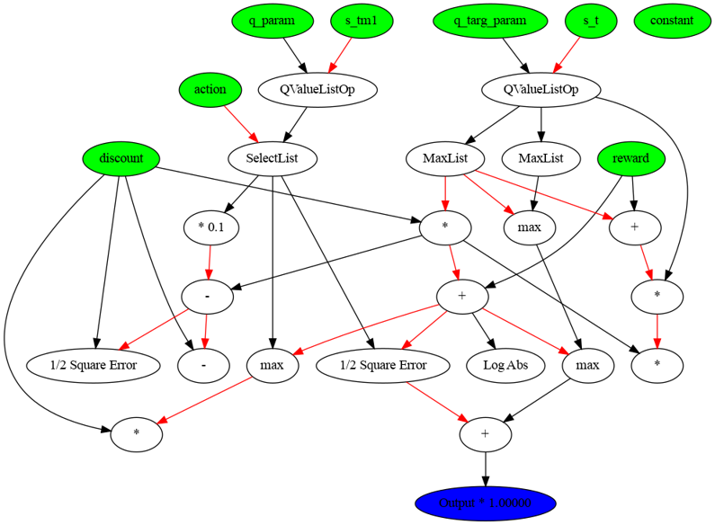 q_param
s_tm1
q_targ_param
s_t
constant
action
QValueListOp
QValueListOp
discount
SelectList
MaxList
MaxList
reward
* 0.1
*
max
+
-
+
*
1/2 Square Error
-
max
1/2 Square Error
Log Abs
max
*
*
+
Output * 1.00000